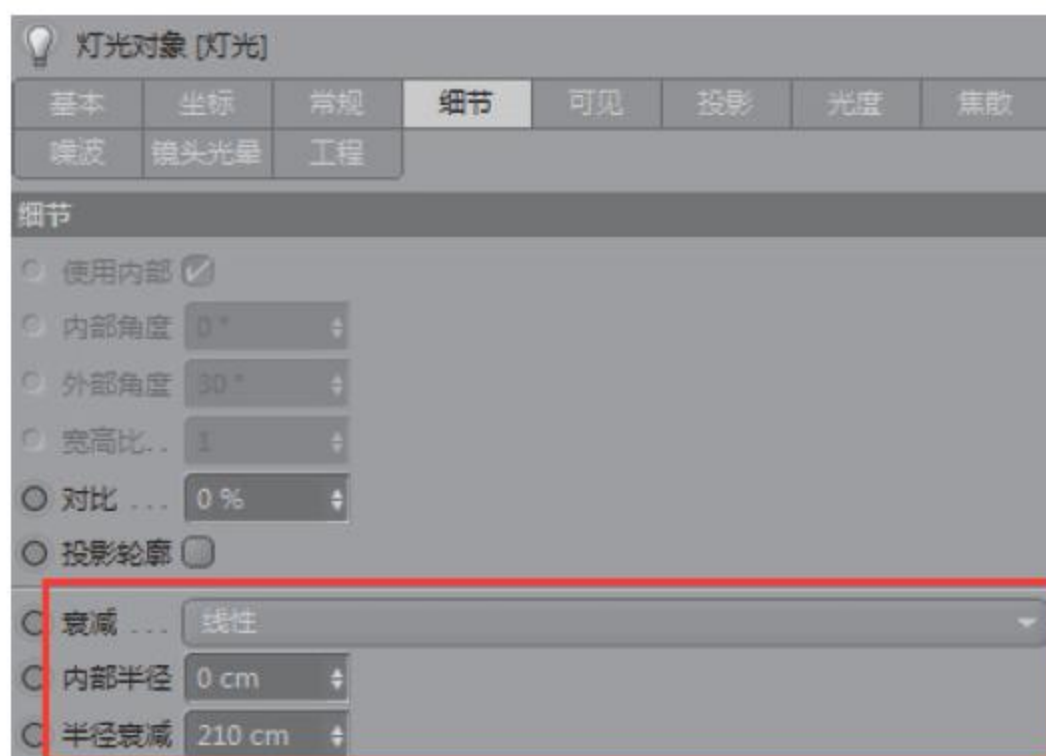 灯光对象 [灯光]
基本 坐标 常规 细节 可见 投影 光度 焦散
噪波 镜头光晕 工程
细节
使用内部
内部角度 0 °
外部角度 30 °
宽高比. . 1
对比 . . . 0 %
投影轮廓
衰减 . . . 线性
内部半径 0 cm
半径衰减 210 cm